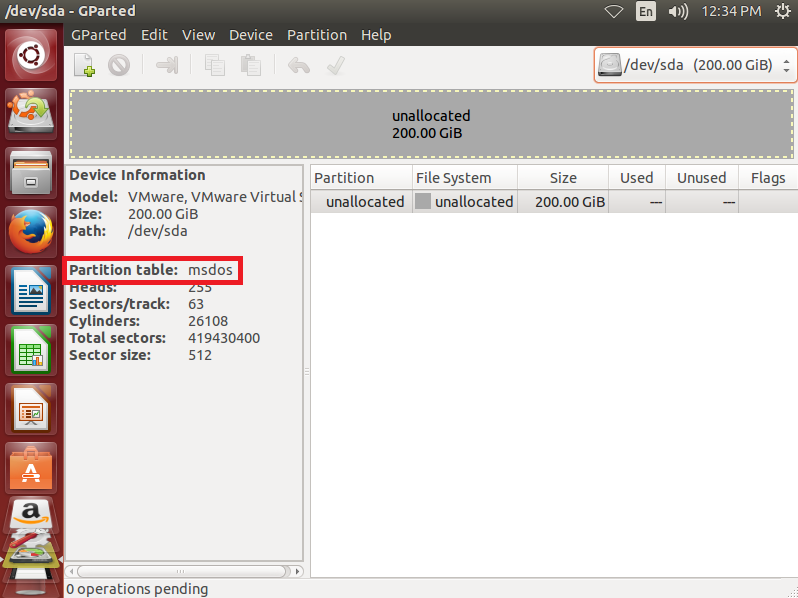 /dev/sda - GParted
En
12:34 PM
GParted Edit View Device Partition Help
/dev/sda (200.00 GiB)
unallocated
200.00 GiB
Device Information
Model: VMware, VMware Virtual S
Size: 200.00 GiB
Path: /dev/sda
Partition table: msdos
Heads: 255
Sectors/track: 63
Cylinders: 26108
Total sectors: 419430400
Sector size: 512
Partition File System Size Used Unused Flags
unallocated unallocated 200.00 GiB --- ---
A
a
0 operations pending